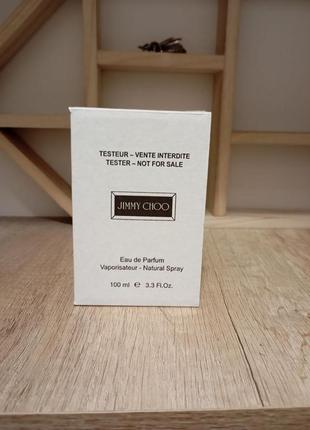 TESTEUR – VENTE INTERDITE
TESTER – NOT FOR SALE
JIMMY CHOO
Eau de Parfum
Vaporisateur - Natural Spray
100 ml ℮ 3.3 Fl.Oz.